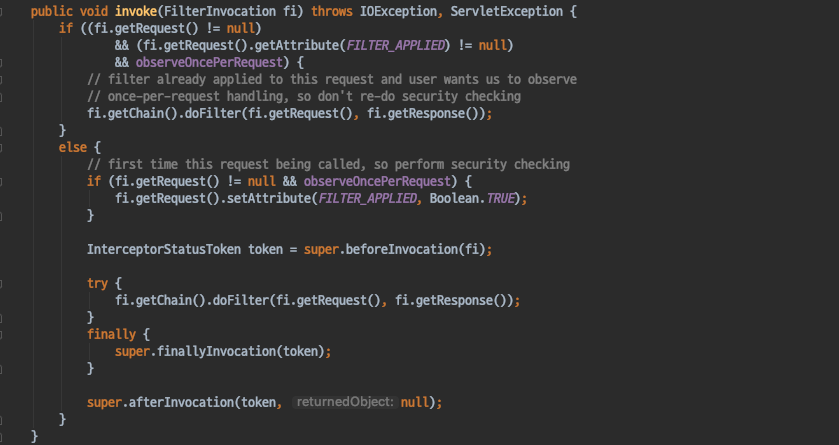 public void invoke(FilterInvocation fi) throws IOException, ServletException {
if ((fi.getRequest() != null)
&& (fi.getRequest().getAttribute(FILTER_APPLIED) != null)
&& observeOncePerRequest) {
// filter already applied to this request and user wants us to observe
// once-per-request handling, so don't re-do security checking
fi.getChain().doFilter(fi.getRequest(), fi.getResponse());
}
else {
// first time this request being called, so perform security checking
if (fi.getRequest() != null && observeOncePerRequest) {
fi.getRequest().setAttribute(FILTER_APPLIED, Boolean.TRUE);
}
InterceptorStatusToken token = super.beforeInvocation(fi);
try {
fi.getChain().doFilter(fi.getRequest(), fi.getResponse());
}
finally {
super.finallyInvocation(token);
}
super.afterInvocation(token, returnedObject: null);
}
}